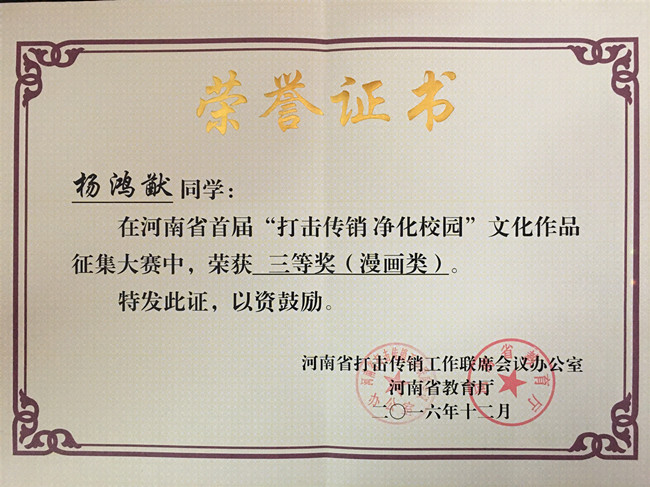 荣誉证书
杨鸿猷同学：
在河南省首届“打击传销 净化校园”文化作品
征集大赛中，荣获 三等奖（漫画类）。
特发此证，以资鼓励。
河南省打击传销工作联席会议办公室
河南省教育厅
二〇一六年十二月